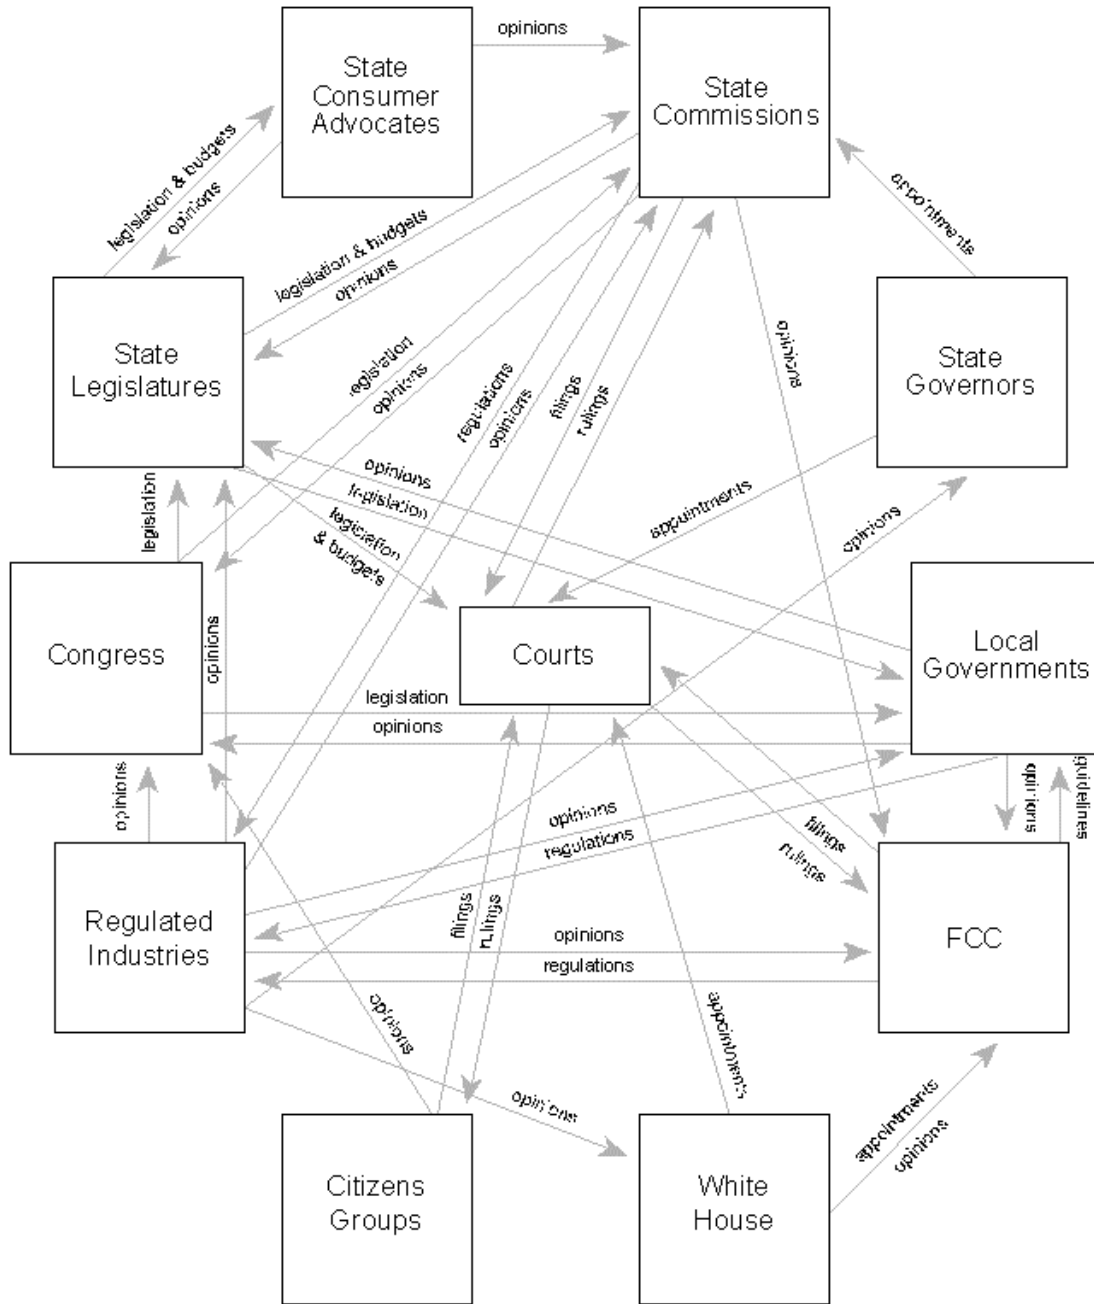 opinions
State
Consumer
Advocates
State
Commissions
legislation & budgets
opinions
appointments
legislation & budgets
opinions
State
Legislatures
State
Governors
opinions
legislation
opinions
regulations
opinions
filings
rulings
opinions
legislation
legislation
legislation
& budgets
appointments
opinions
Congress
opinions
Courts
Local
Governments
legislation
opinions
opinions
opinions
guidelines
opinions
regulations
filings
rulings
Regulated
Industries
opinions
regulations
FCC
filings
rulings
opinions
appointments
opinions
appointments
opinions
Citizens
Groups
White
House